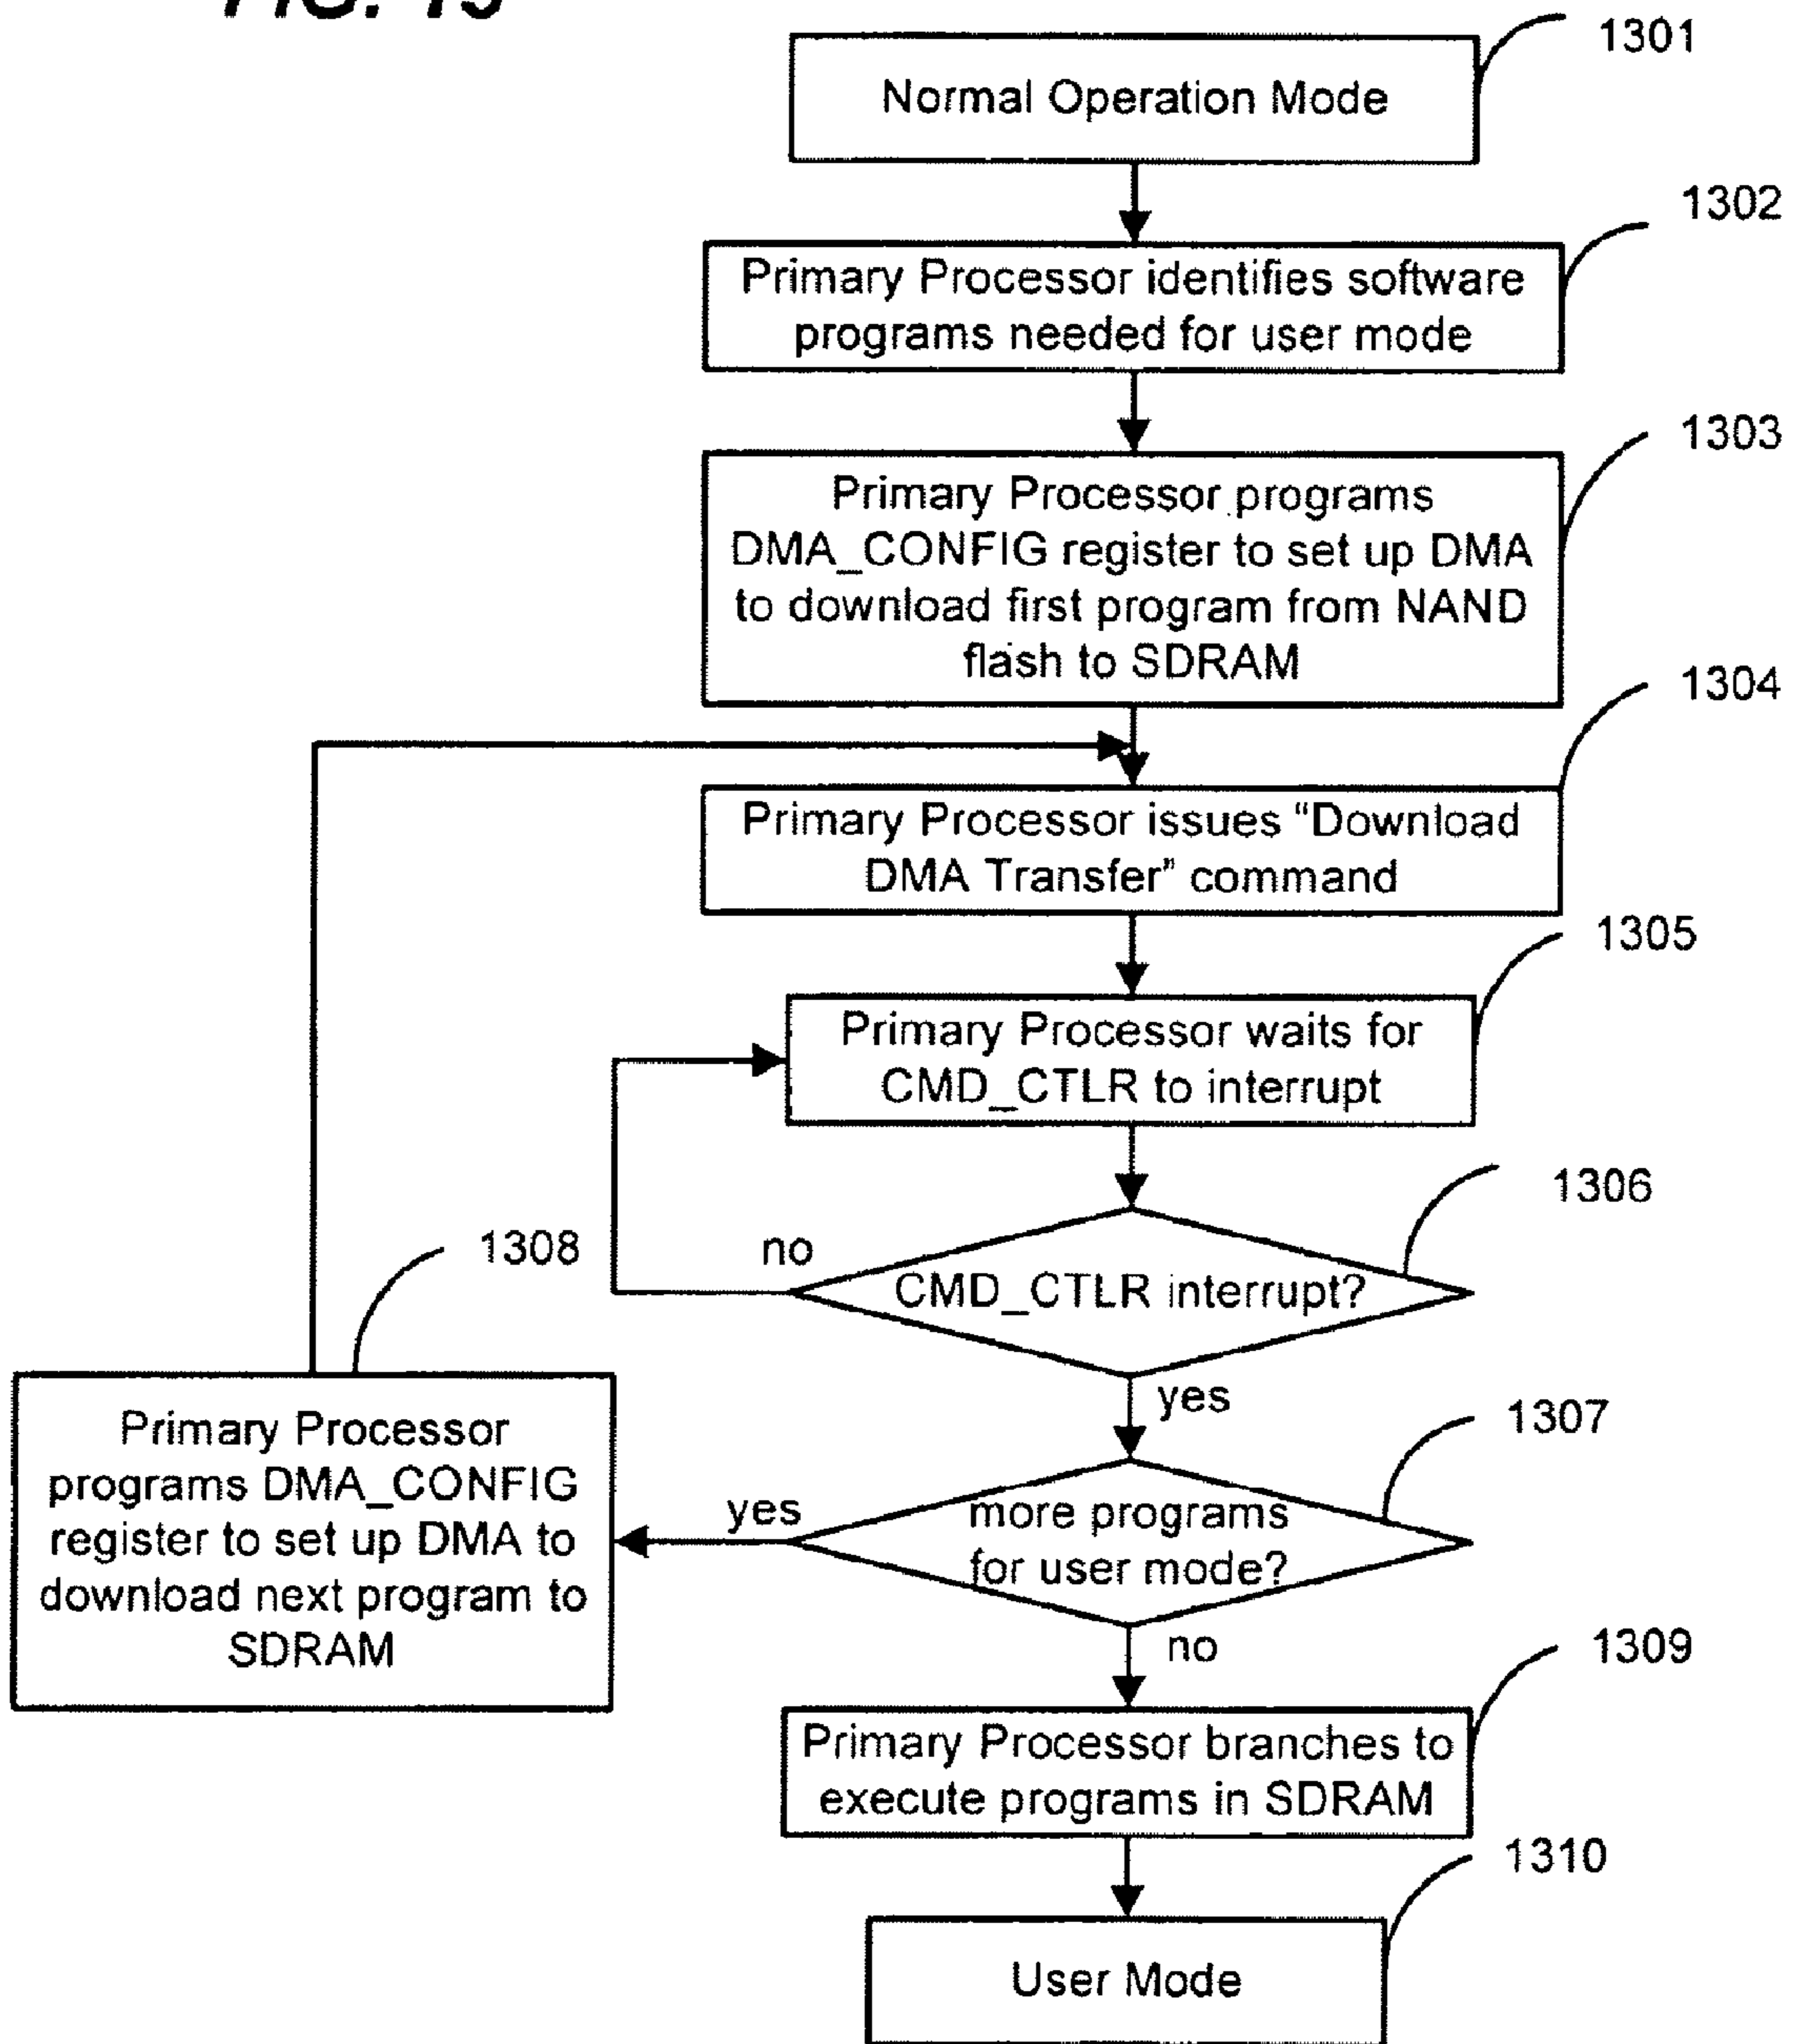 FIG. 13
1301
Normal Operation Mode
1302
Primary Processor identifies software
programs needed for user mode
1303
Primary Processor programs
DMA_CONFIG register to set up DMA
to download first program from NAND
flash to SDRAM
1304
Primary Processor issues “Download
DMA Transfer” command
1305
Primary Processor waits for
CMD_CTLR to interrupt
1306
no
CMD_CTLR interrupt?
yes
1307
more programs
for user mode?
yes
1308
Primary Processor
programs DMA_CONFIG
register to set up DMA to
download next program to
SDRAM
no
1309
Primary Processor branches to
execute programs in SDRAM
1310
User Mode